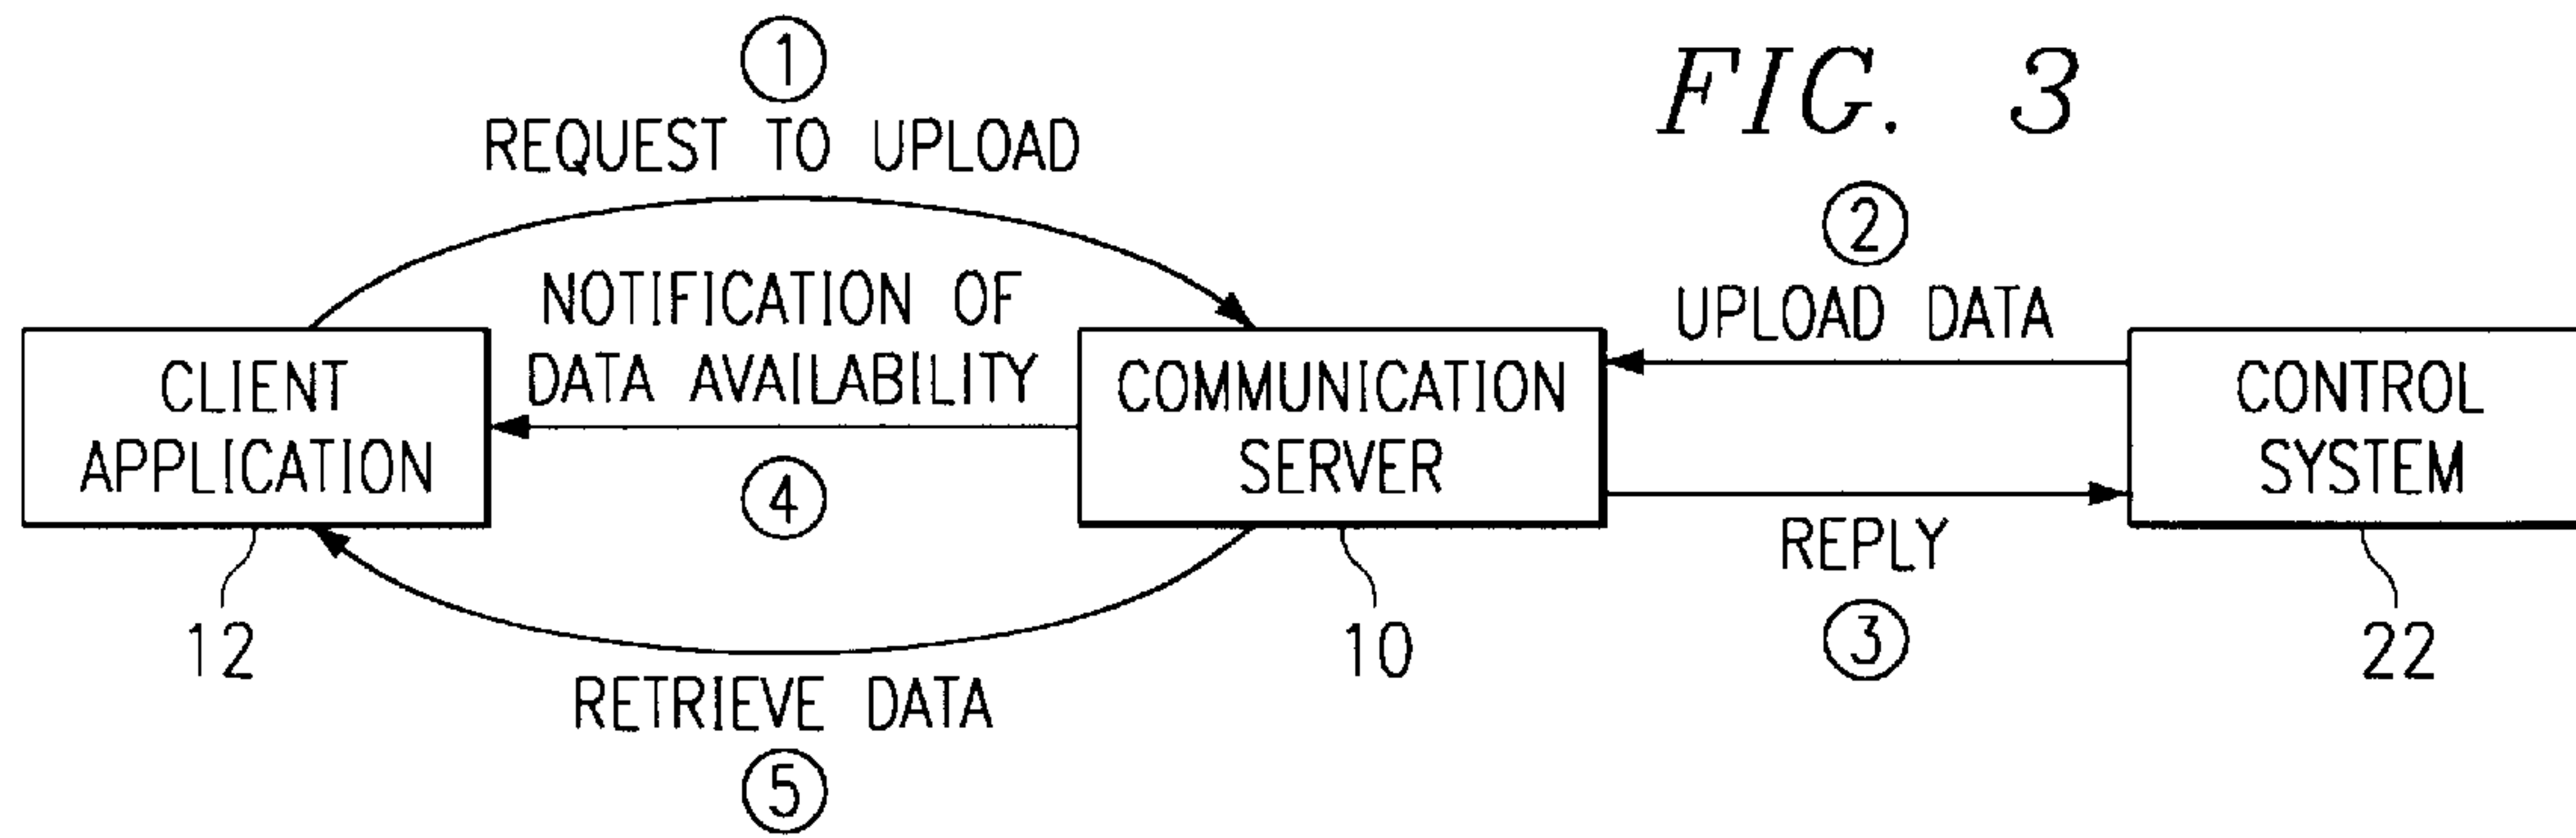 FIG. 3
1
REQUEST TO UPLOAD
2
UPLOAD DATA
NOTIFICATION OF
DATA AVAILABILITY
4
CLIENT
APPLICATION
COMMUNICATION
SERVER
CONTROL
SYSTEM
REPLY
3
12
10
22
RETRIEVE DATA
5